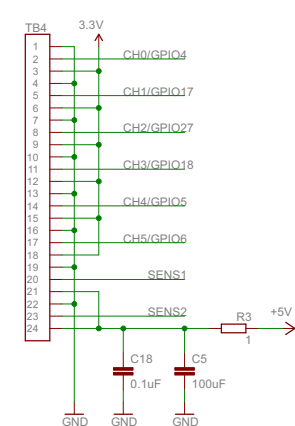 3.3V
TB4
1
2 CH0/GPIO4
3
4
5 CH1/GPIO17
6
7
8 CH2/GPIO27
9
10
11 CH3/GPIO18
12
13
14 CH4/GPIO5
15
16
17 CH5/GPIO6
18
19
20 SENS1
21
22
23 SENS2
24
R3
+5V
1
C18
C5
0.1uF
100uF
GND
GND
GND